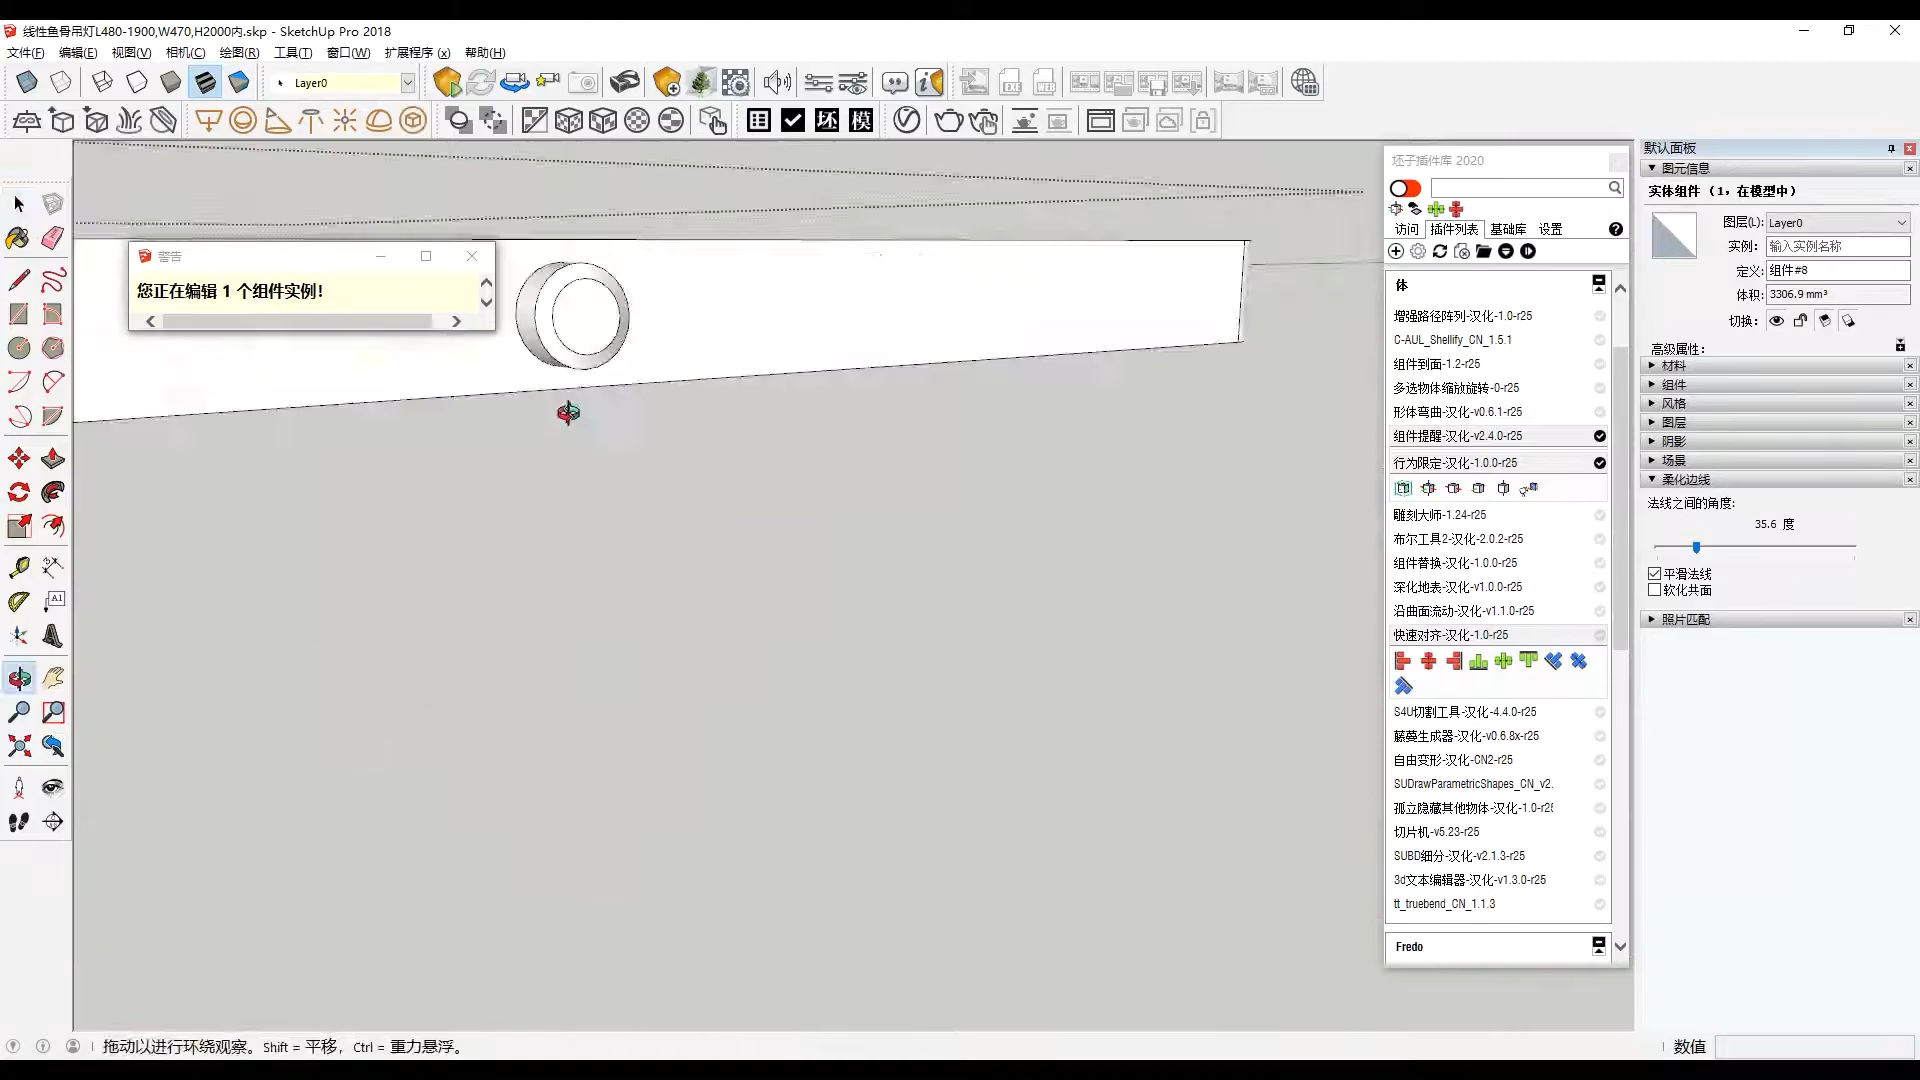 线性鱼骨吊灯L480-1900,W470,H2000内.skp - SketchUp Pro 2018
文件(F) 编辑(E) 视图(V) 相机(C) 绘图(R) 工具(T) 窗口(W) 扩展程序 (x) 帮助(H)
Layer0
坯 模
警告
您正在编辑 1 个组件实例!
A1
坯子插件库 2020
访问 插件列表 基础库 设置
体
增强路径阵列-汉化-1.0-r25
C-AUL_Shellify_CN_1.5.1
组件到面-1.2-r25
多选物体缩放旋转-0-r25
形体弯曲-汉化-v0.6.1-r25
组件提醒-汉化-v2.4.0-r25
行为限定-汉化-1.0.0-r25
雕刻大师-1.24-r25
布尔工具2-汉化-2.0.2-r25
组件替换-汉化-1.0.0-r25
深化地表-汉化-v1.0.0-r25
沿曲面流动-汉化-v1.1.0-r25
快速对齐-汉化-1.0-r25
S4U切割工具-汉化-4.4.0-r25
藤蔓生成器-汉化-v0.6.8x-r25
自由变形-汉化-CN2-r25
SUDrawParametricShapes_CN_v2.
孤立隐藏其他物体-汉化-1.0-r2
切片机-v5.23-r25
SUBD细分-汉化-v2.1.3-r25
3d文本编辑器-汉化-v1.3.0-r25
tt_truebend_CN_1.1.3
Fredo
默认面板
图元信息
实体组件 (1, 在模型中)
图层(L): Layer0
实例: 输入实例名称
定义: 组件#8
体积: 3306.9 mm³
切换:
高级属性:
材料
组件
风格
图层
阴影
场景
柔化边线
法线之间的角度:
35.6 度
平滑法线
软化共面
照片匹配
拖动以进行环绕观察。Shift = 平移, Ctrl = 重力悬浮。
数值